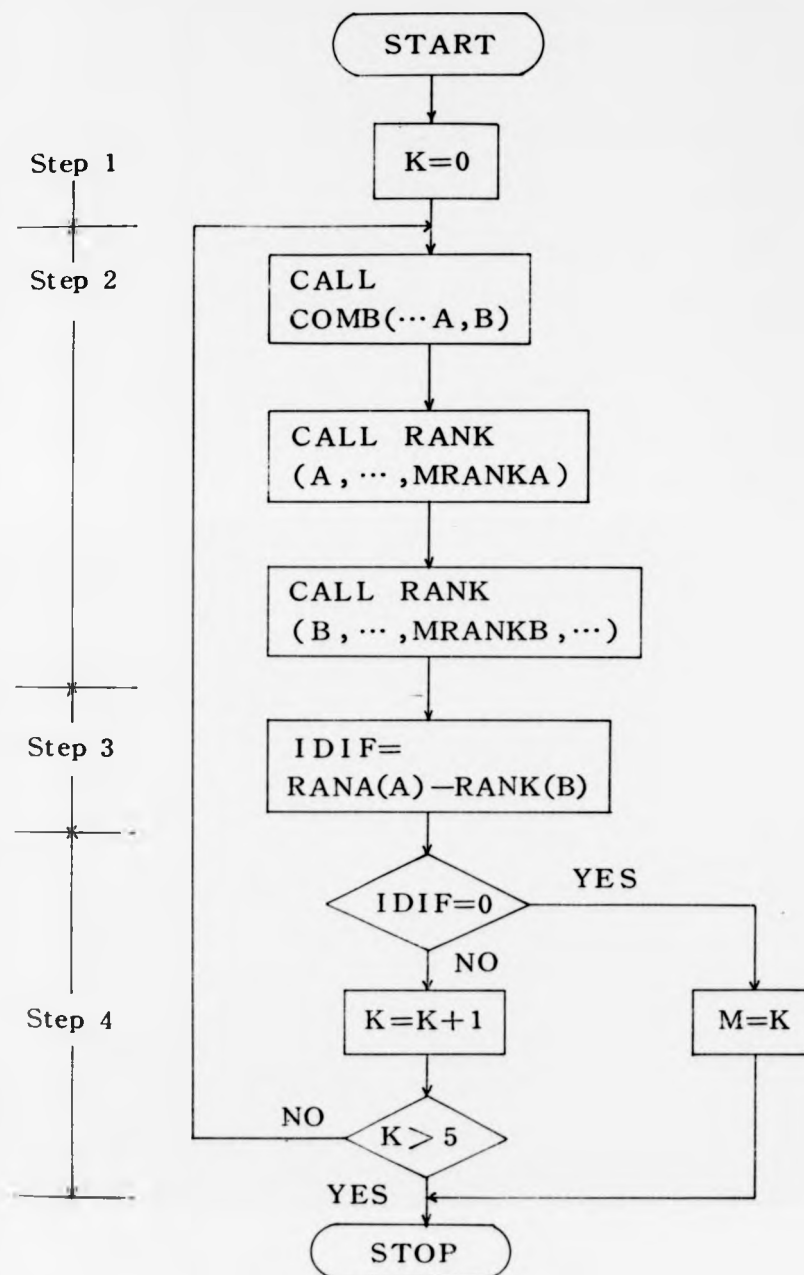 START
Step 1
K=0
Step 2
CALL
COMB(···A,B)
CALL RANK
(A,···,MRANKA)
CALL RANK
(B,···,MRANKB,···)
Step 3
IDIF=
RANA(A)−RANK(B)
IDIF=0
YES
NO
Step 4
K=K+1
M=K
NO
K>5
YES
STOP